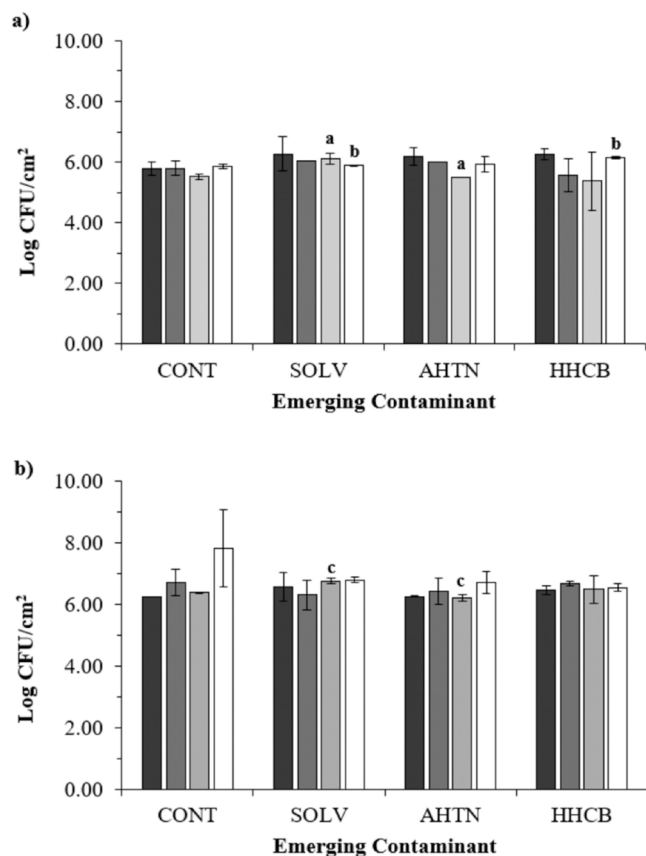 a)
10.00
8.00
6.00
4.00
2.00
0.00
Log CFU/cm²
a
b
a
b
CONT SOLV AHTN HHCB
Emerging Contaminant
b)
10.00
8.00
6.00
4.00
2.00
0.00
Log CFU/cm²
c
c
CONT SOLV AHTN HHCB
Emerging Contaminant